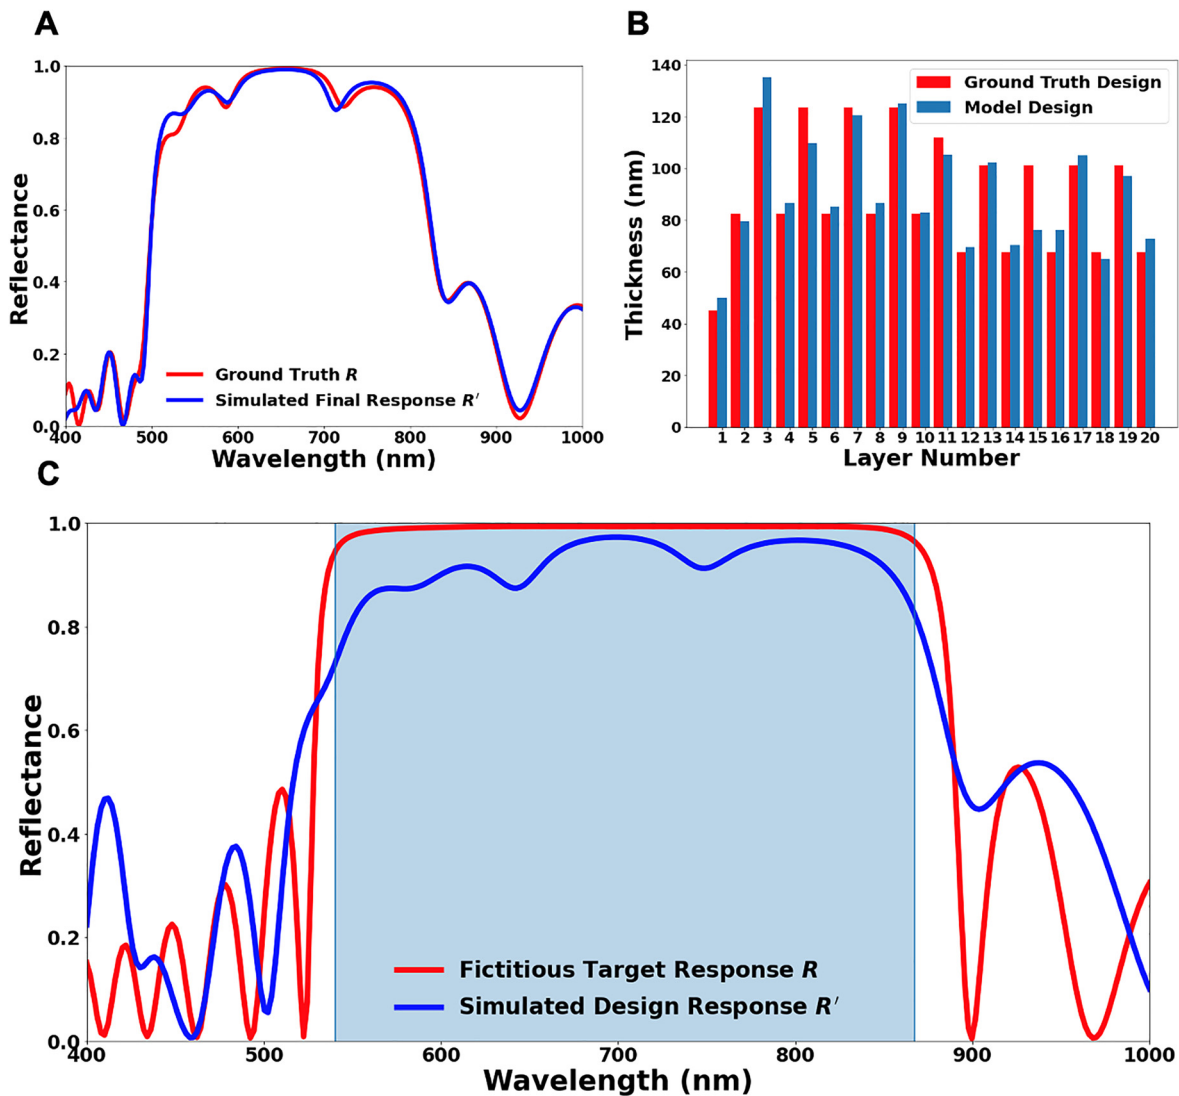 A
1.0
0.8
0.6
0.4
0.2
0.0
Reflectance
400 500 600 700 800 900 1000
Wavelength (nm)
Ground Truth R
Simulated Final Response R′
B
140
120
100
80
60
40
20
0
Thickness (nm)
1 2 3 4 5 6 7 8 9 10 11 12 13 14 15 16 17 18 19 20
Layer Number
Ground Truth Design
Model Design
C
1.0
0.8
0.6
0.4
0.2
0.0
Reflectance
400 500 600 700 800 900 1000
Wavelength (nm)
Fictitious Target Response R
Simulated Design Response R′